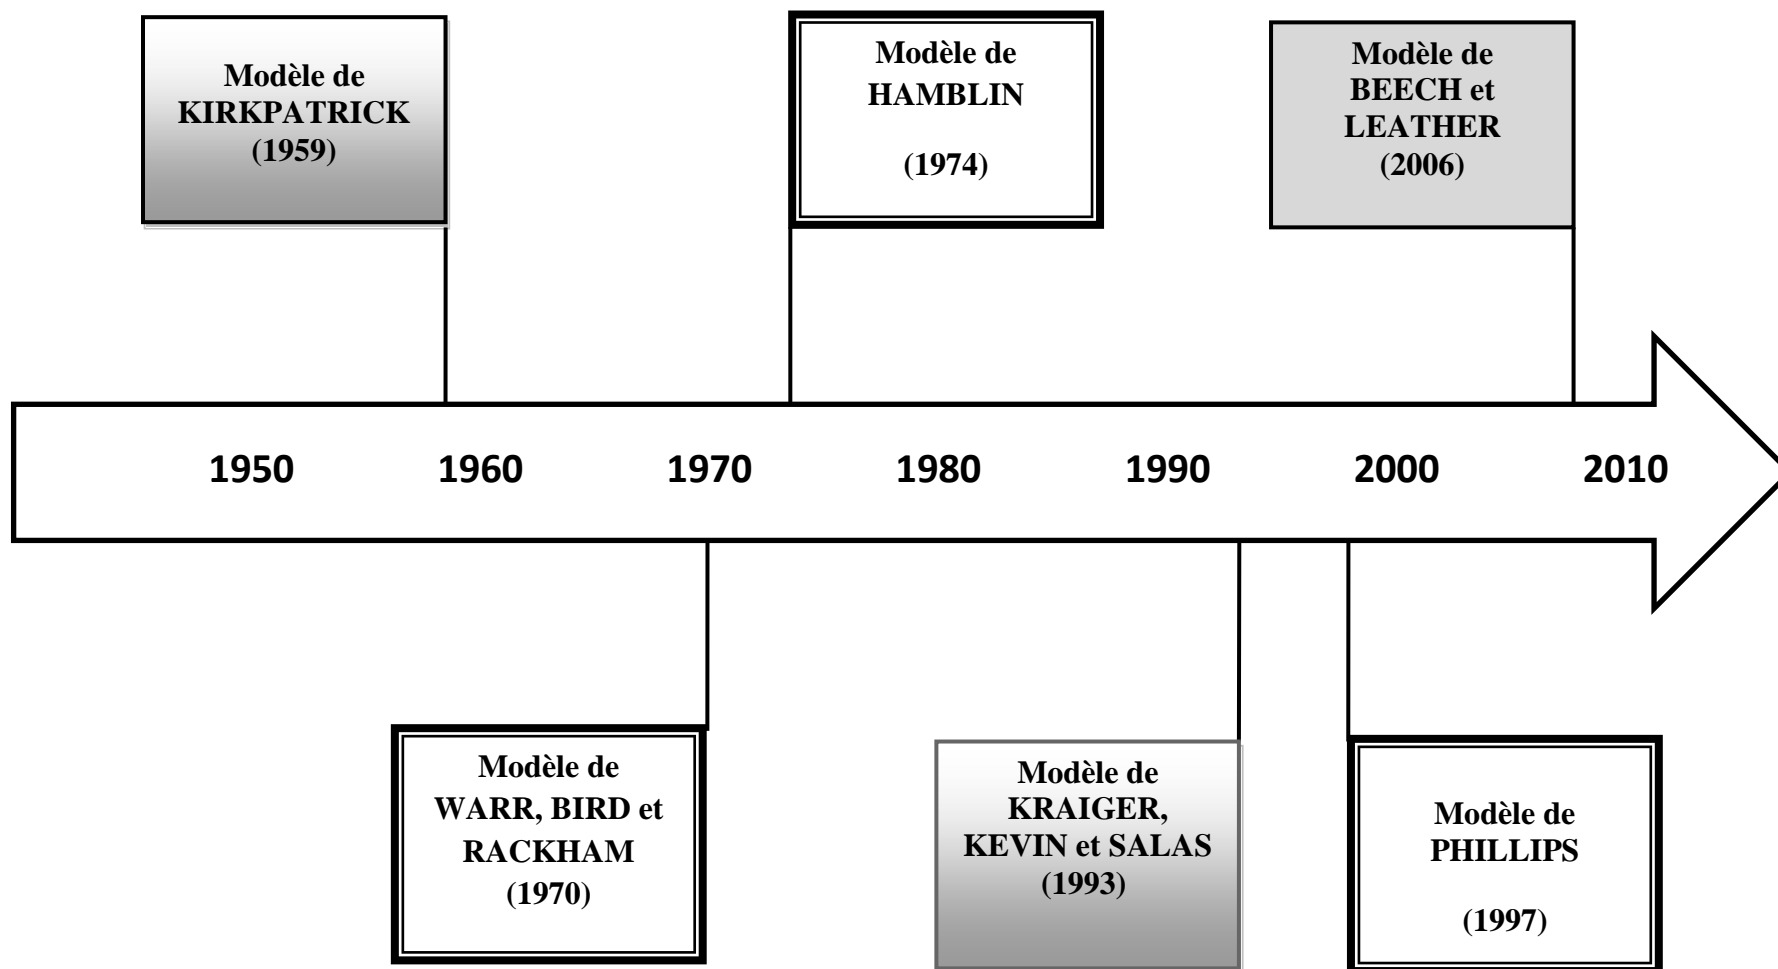 Modèle de
KIRKPATRICK
(1959)
Modèle de
HAMBLIN
(1974)
Modèle de
BEECH et
LEATHER
(2006)
1950 1960 1970 1980 1990 2000 2010
Modèle de
WARR, BIRD et
RACKHAM
(1970)
Modèle de
KRAIGER,
KEVIN et SALAS
(1993)
Modèle de
PHILLIPS
(1997)